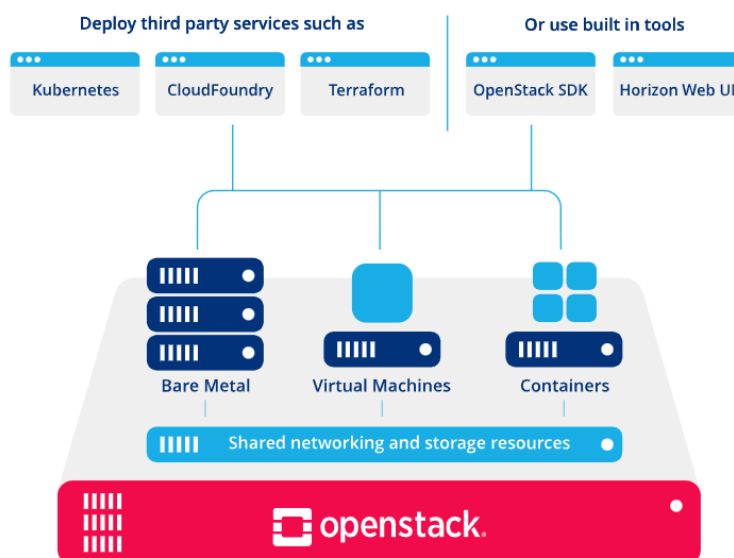 Deploy third party services such as
Or use built in tools
Kubernetes
CloudFoundry
Terraform
OpenStack SDK
Horizon Web UI
Bare Metal
Virtual Machines
Containers
Shared networking and storage resources
openstack.